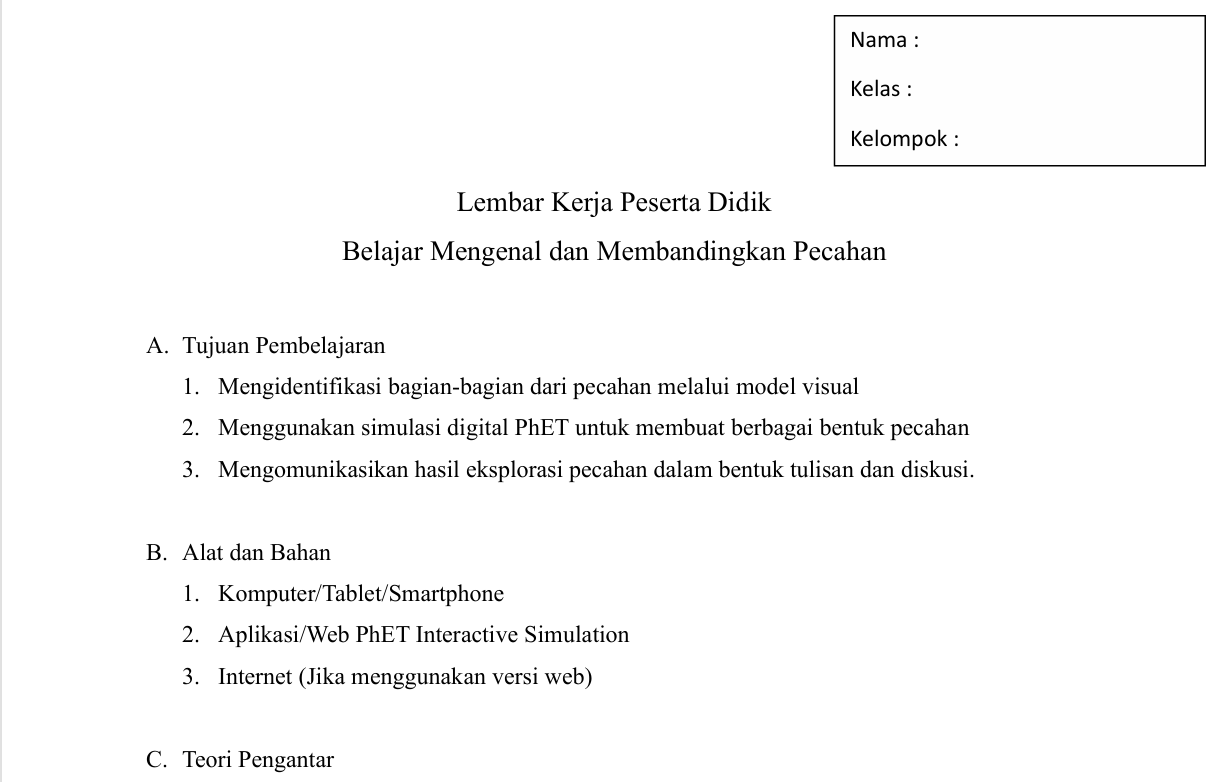 Nama :
Kelas :
Kelompok :
Lembar Kerja Peserta Didik
Belajar Mengenal dan Membandingkan Pecahan
A. Tujuan Pembelajaran
1. Mengidentifikasi bagian-bagian dari pecahan melalui model visual
2. Menggunakan simulasi digital PhET untuk membuat berbagai bentuk pecahan
3. Mengomunikasikan hasil eksplorasi pecahan dalam bentuk tulisan dan diskusi.
B. Alat dan Bahan
1. Komputer/Tablet/Smartphone
2. Aplikasi/Web PhET Interactive Simulation
3. Internet (Jika menggunakan versi web)
C. Teori Pengantar